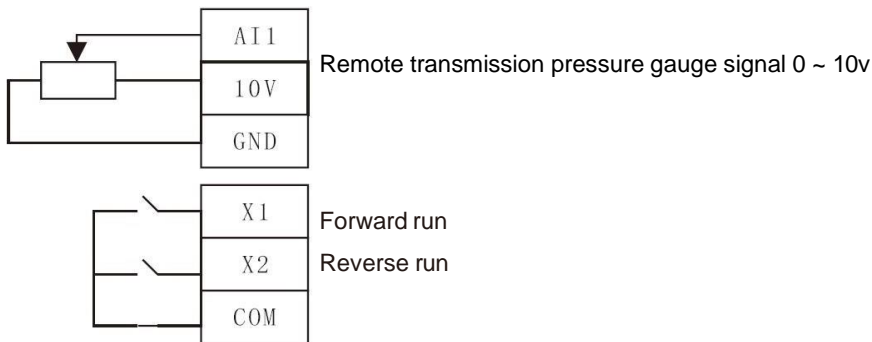 AI1
Remote transmission pressure gauge signal 0 ~ 10v
10V
GND
X1
Forward run
X2
Reverse run
COM